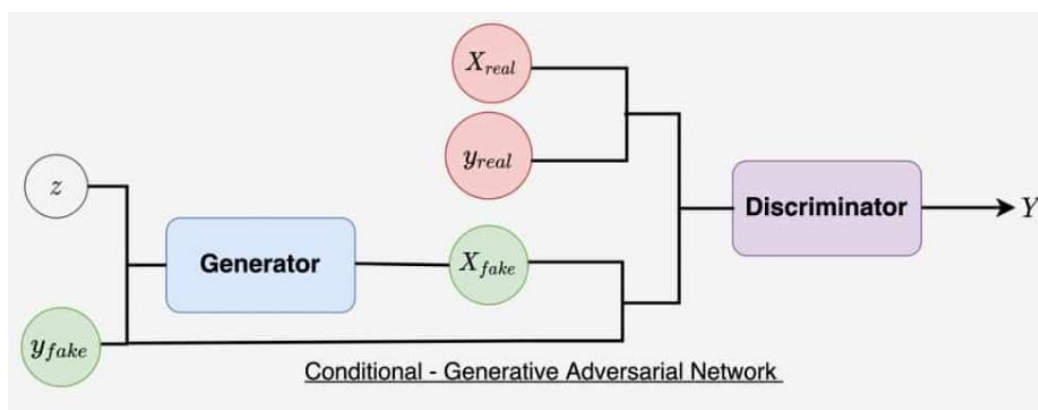 X_real
y_real
z
Generator
X_fake
Discriminator
Y
y_fake
Conditional - Generative Adversarial Network